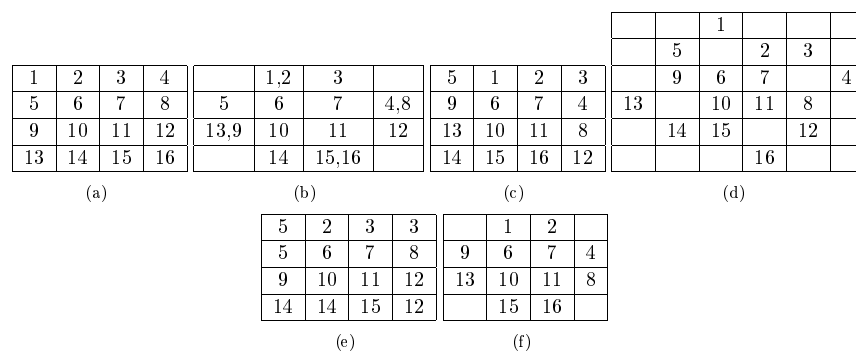 1 2 3 4
5 6 7 8
9 10 11 12
13 14 15 16
(a)
1,2 3
5 6 7 4,8
13,9 10 11 12
14 15,16
(b)
5 1 2 3
9 6 7 4
13 10 11 8
14 15 16 12
(c)
1
5 2 3
9 6 7 4
13 10 11 8
14 15 12
16
(d)
5 2 3 3
5 6 7 8
9 10 11 12
14 14 15 12
(e)
1 2
9 6 7 4
13 10 11 8
15 16
(f)